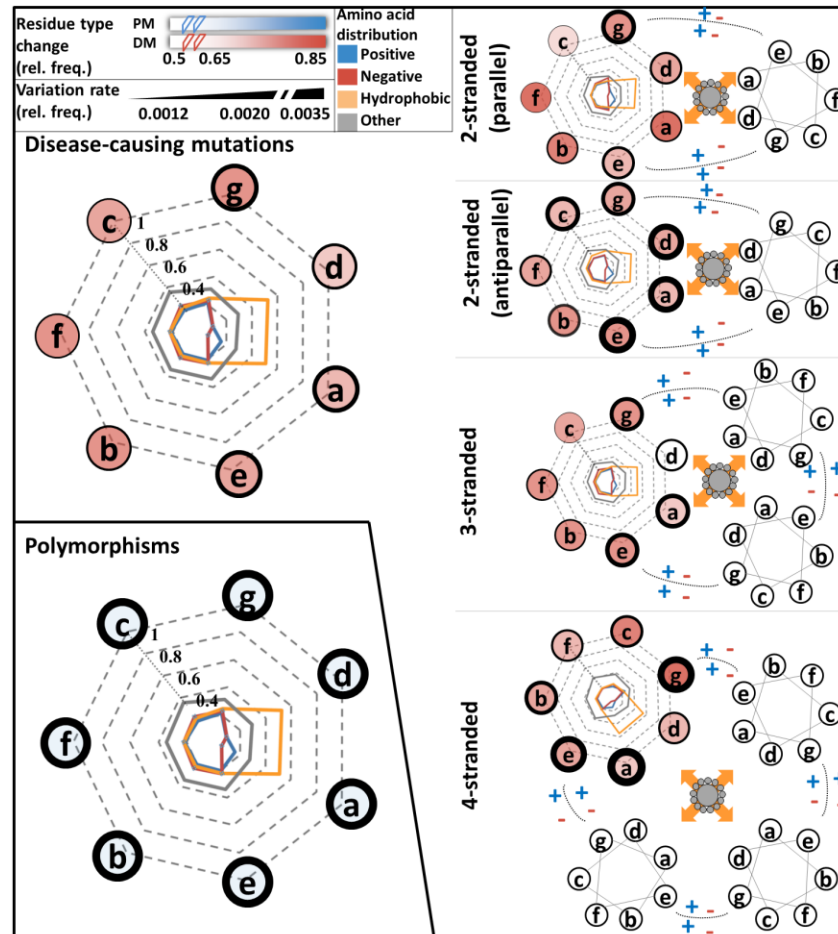 Residue type change (rel. freq.)
PM
DM
0.5 0.65 0.85
Variation rate (rel. freq.)
0.0012 0.0020 0.0035
Amino acid distribution
Positive
Negative
Hydrophobic
Other
Disease-causing mutations
g
c
d
f
a
b
e
1
0.8
0.6
0.4
Polymorphisms
g
c
d
f
a
b
e
1
0.8
0.6
0.4
2-stranded (parallel)
g
c
d
f
a
b
e
+ -
+
+ -
+
e
b
a
f
d
c
g
2-stranded (antiparallel)
g
c
d
f
a
b
e
+ -
+
+ -
+
g
c
d
f
a
b
e
3-stranded
g
c
d
f
a
b
e
+ -
+
+ -
+
b
f
e
c
a
d
g
+ +
- -
a
e
d
b
g
f
c
4-stranded
c
f
g
b
d
e
a
+ -
+
b
f
e
c
a
d
g
+ +
- -
+ +
- -
d
g
a
c
e
f
b
+ + -
a
e
d
b
g
f
c